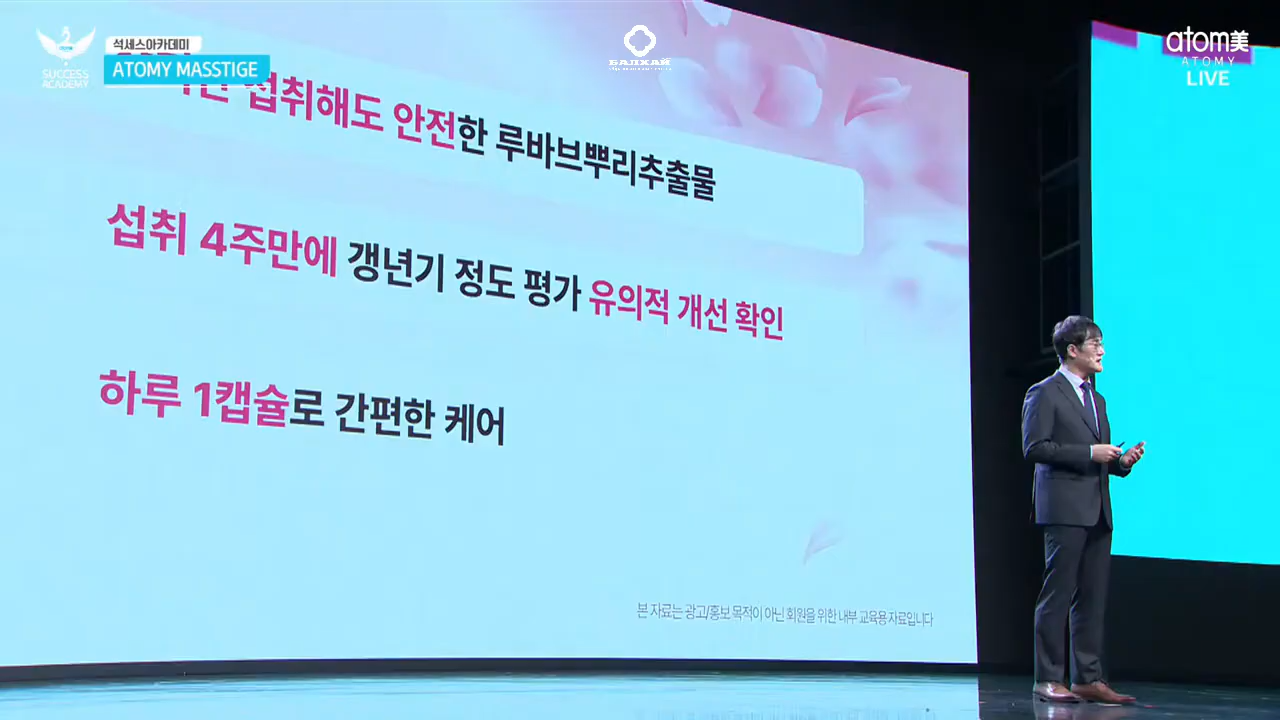 석세스아카데미
ATOMY MASSTIGE
SUCCESS
ACADEMY
БАЛКАН
atom美
ATOMY
LIVE
섭취해도 안전한 루바브뿌리추출물
섭취 4주만에 갱년기 정도 평가 유의적 개선 확인
하루 1캡슐로 간편한 케어
본 자료는 광고/홍보 목적이 아닌 회원을 위한 내부 교육용 자료입니다